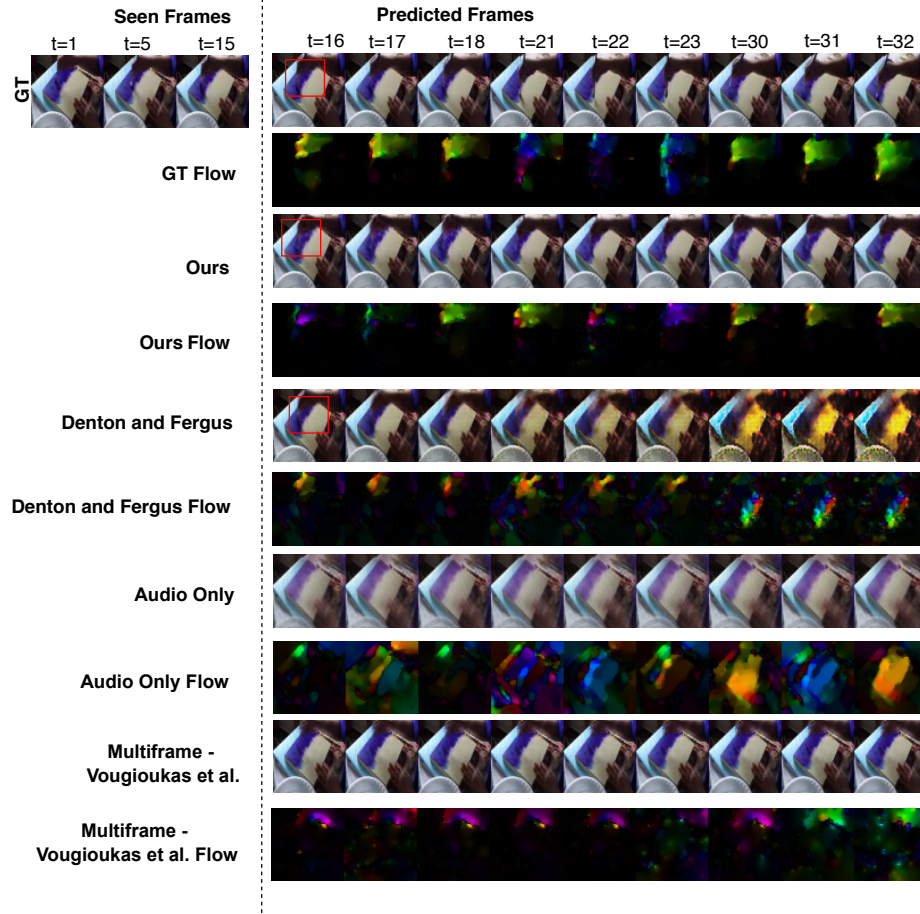 Seen Frames
Predicted Frames
t=1 t=5 t=15
t=16 t=17 t=18 t=21 t=22 t=23 t=30 t=31 t=32
GT
GT Flow
Ours
Ours Flow
Denton and Fergus
Denton and Fergus Flow
Audio Only
Audio Only Flow
Multiframe -
Vougioukas et al.
Multiframe -
Vougioukas et al. Flow